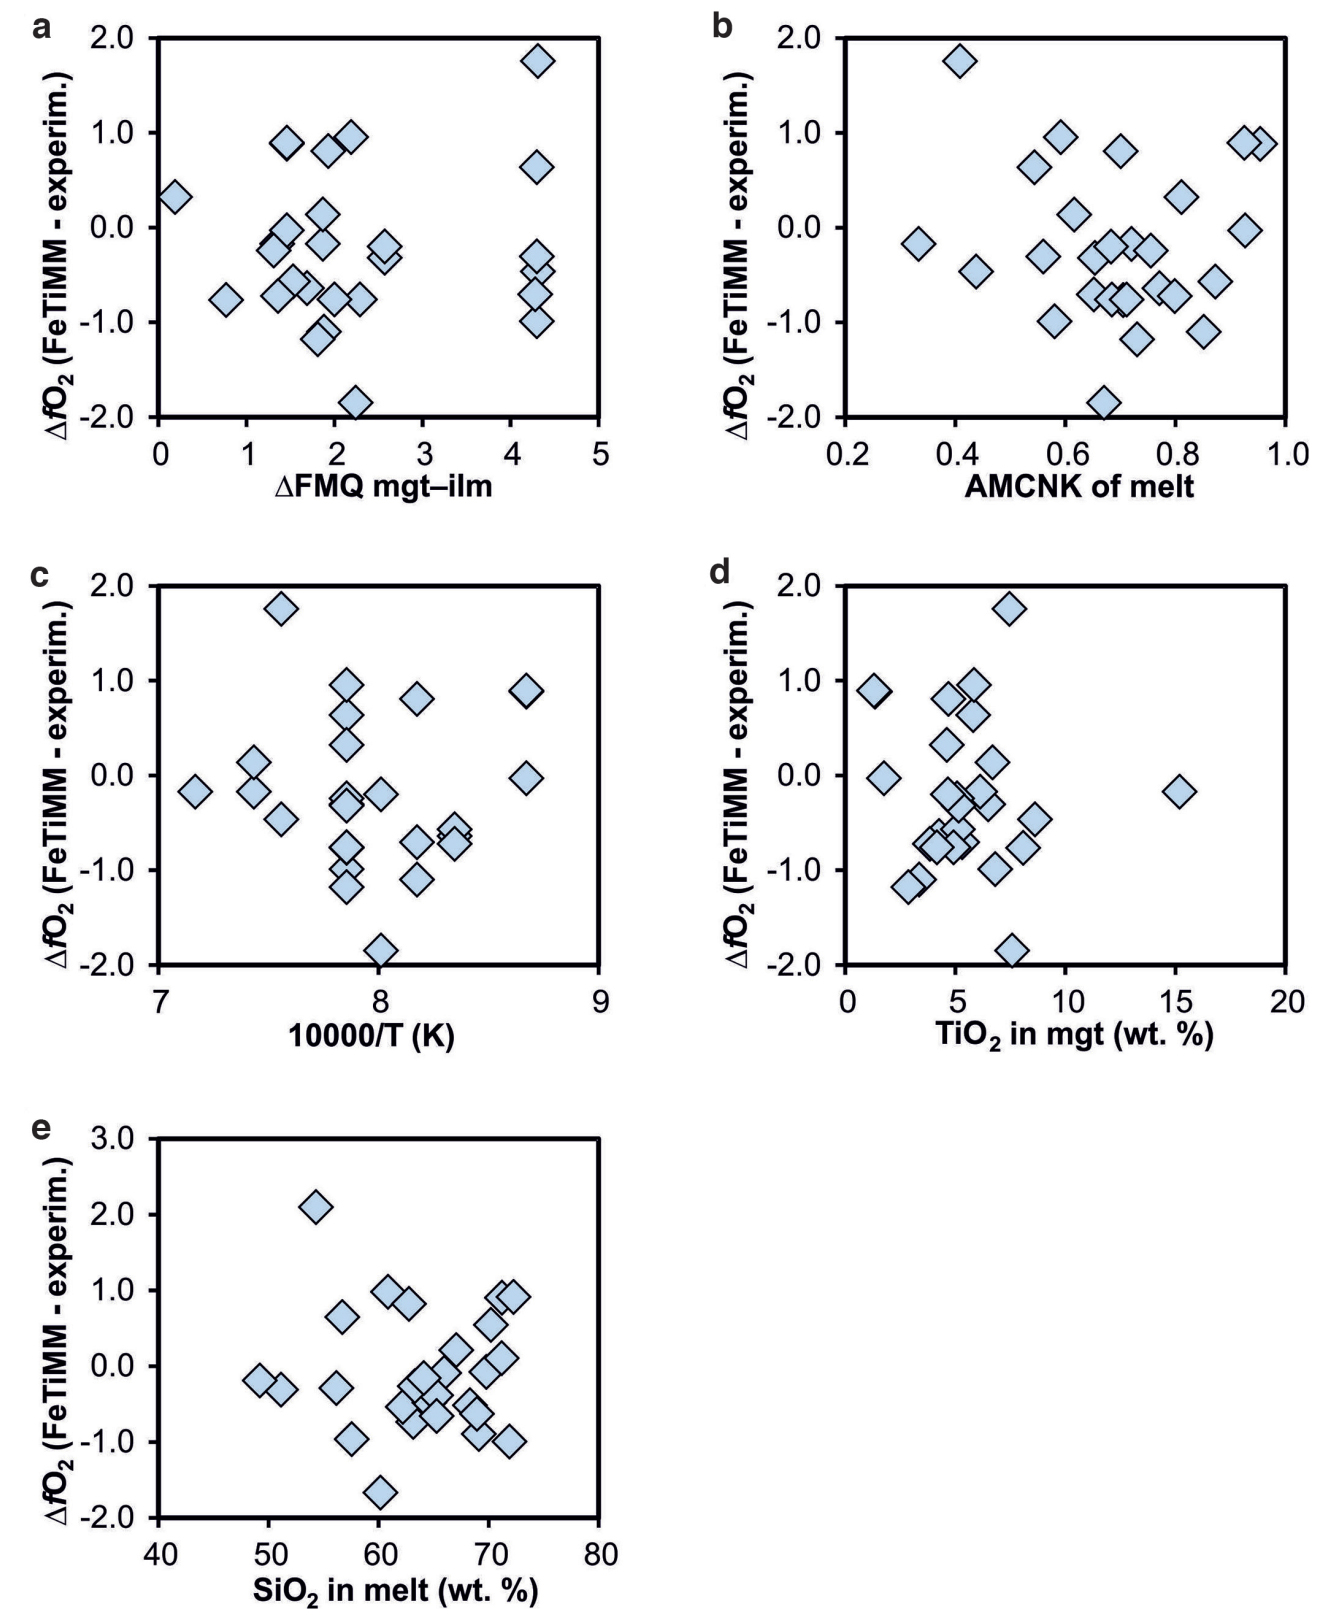 a
2.0
1.0
0.0
-1.0
-2.0
ΔfO2 (FeTiMM - experim.)
0 1 2 3 4 5
ΔFMQ mgt–ilm
b
2.0
1.0
0.0
-1.0
-2.0
ΔfO2 (FeTiMM - experim.)
0.2 0.4 0.6 0.8 1.0
AMCNK of melt
c
2.0
1.0
0.0
-1.0
-2.0
ΔfO2 (FeTiMM - experim.)
7 8 9
10000/T (K)
d
2.0
1.0
0.0
-1.0
-2.0
ΔfO2 (FeTiMM - experim.)
0 5 10 15 20
TiO2 in mgt (wt. %)
e
3.0
2.0
1.0
0.0
-1.0
-2.0
ΔfO2 (FeTiMM - experim.)
40 50 60 70 80
SiO2 in melt (wt. %)